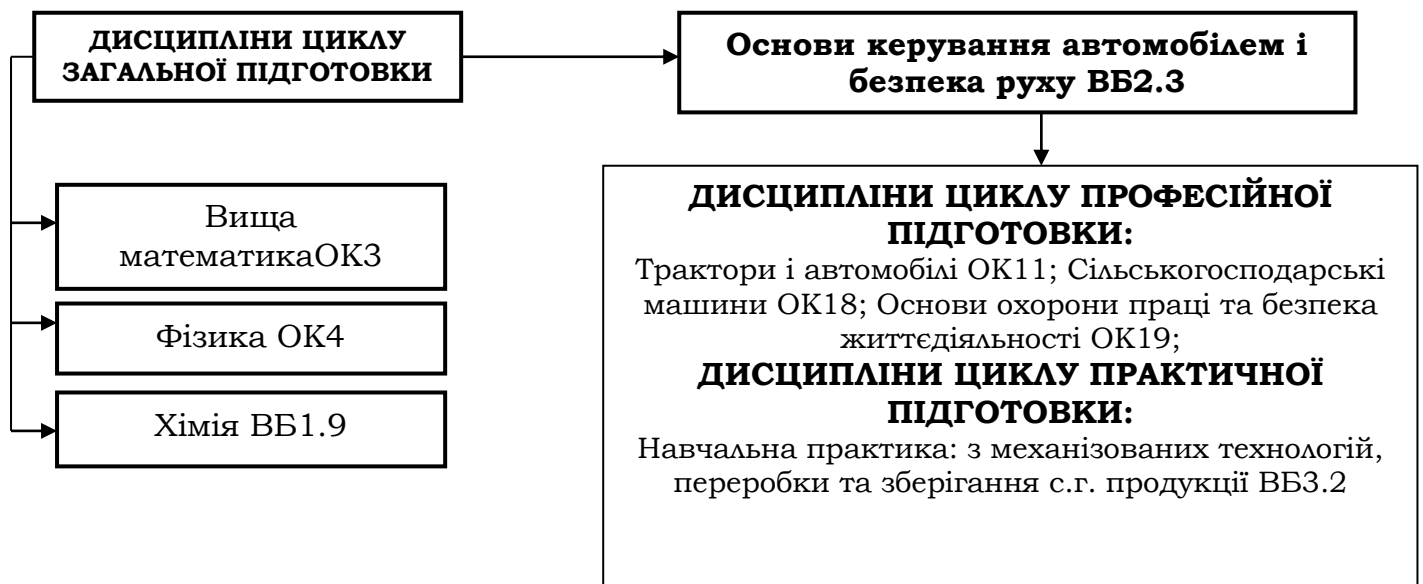 ДИСЦИПЛІНИ ЦИКЛУ
ЗАГАЛЬНОЇ ПІДГОТОВКИ
Основи керування автомобілем і
безпека руху ВБ2.3
Вища
математикаОК3
Фізика ОК4
Хімія ВБ1.9
ДИСЦИПЛІНИ ЦИКЛУ ПРОФЕСІЙНОЇ
ПІДГОТОВКИ:
Трактори і автомобілі ОК11; Сільськогосподарські
машини ОК18; Основи охорони праці та безпека
життєдіяльності ОК19;
ДИСЦИПЛІНИ ЦИКЛУ ПРАКТИЧНОЇ
ПІДГОТОВКИ:
Навчальна практика: з механізованих технологій,
переробки та зберігання с.г. продукції ВБ3.2